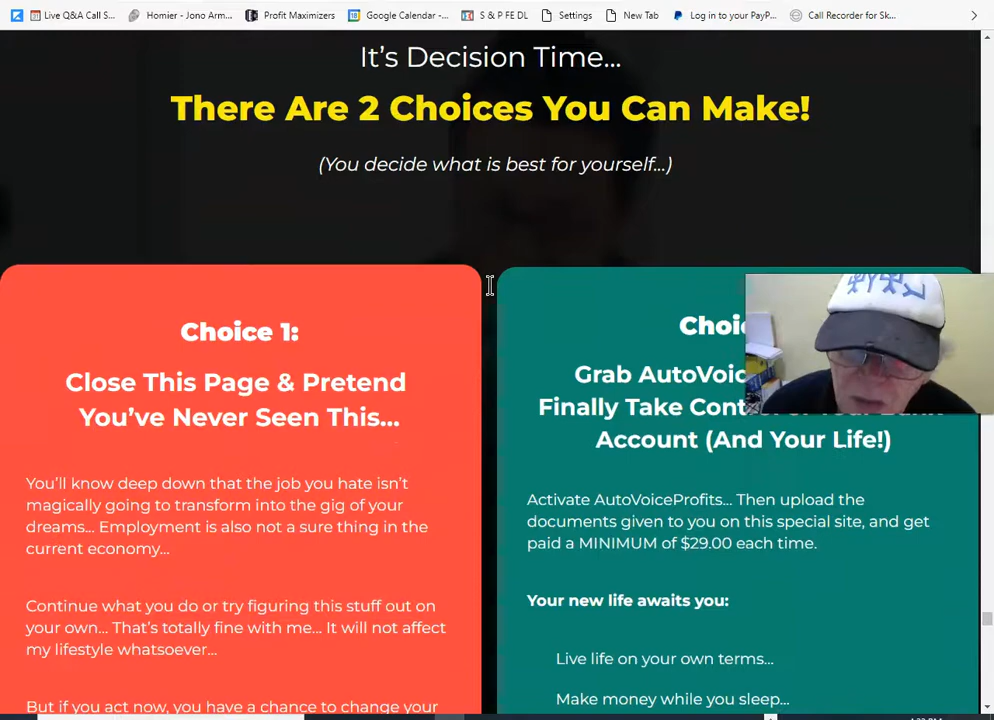 Live Q&A Call S...
Homier - Jono Arm...
Profit Maximizers
Google Calendar -...
S & P FE DL
Settings
New Tab
Log in to your PayP...
Call Recorder for Sk...
It's Decision Time...
There Are 2 Choices You Can Make!
(You decide what is best for yourself...)
Choice 1:
Close This Page & Pretend
You've Never Seen This...
You'll know deep down that the job you hate isn't
magically going to transform into the gig of your
dreams... Employment is also not a sure thing in the
current economy...
Continue what you do or try figuring this stuff out on
your own... That's totally fine with me... It will not affect
my lifestyle whatsoever...
But if you act now, you have a chance to change your
Grab
Finally Take
Account (And Your Life!)
Activate AutoVoiceProfits... Then upload the
documents given to you on this special site, and get
paid a MINIMUM of $29.00 each time.
Your new life awaits you:
Live life on your own terms...
Make money while you sleep...